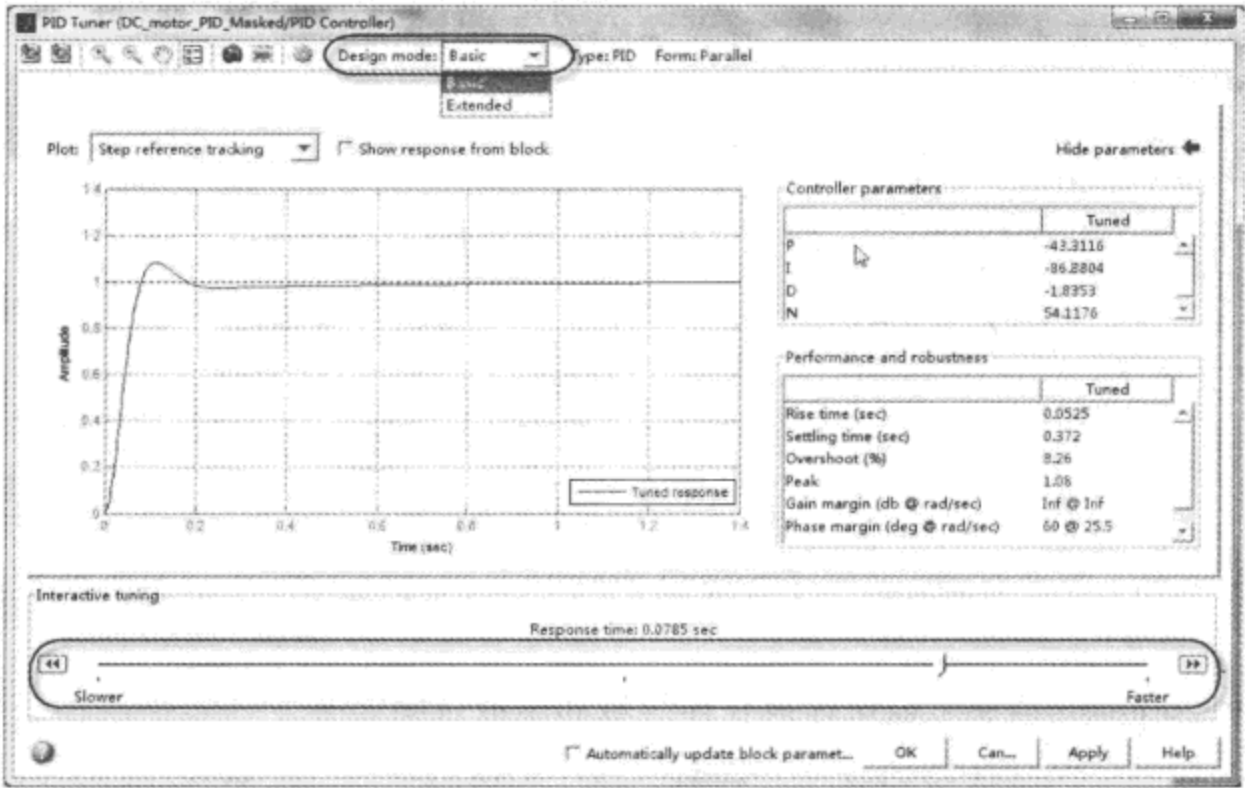 PID Tuner (DC_motor_PID_Masked/PID Controller)
Design mode: Basic Type: PID Form: Parallel
Basic
Extended
Plot: Step reference tracking Show response from block
Hide parameters
1.4
1.2
1
0.8
0.6
0.4
0.2
0
Amplitude
0 0.2 0.4 0.6 0.8 1 1.2 1.4
Time (sec)
Tuned response
Controller parameters
Tuned
P -43.3116
I -86.8804
D -1.8353
N 54.1176
Performance and robustness
Tuned
Rise time (sec) 0.0525
Settling time (sec) 0.372
Overshoot (%) 8.26
Peak 1.08
Gain margin (db @ rad/sec) Inf @ Inf
Phase margin (deg @ rad/sec) 60 @ 25.5
Interactive tuning
Response time: 0.0785 sec
Slower Faster
Automatically update block paramet... OK Can... Apply Help